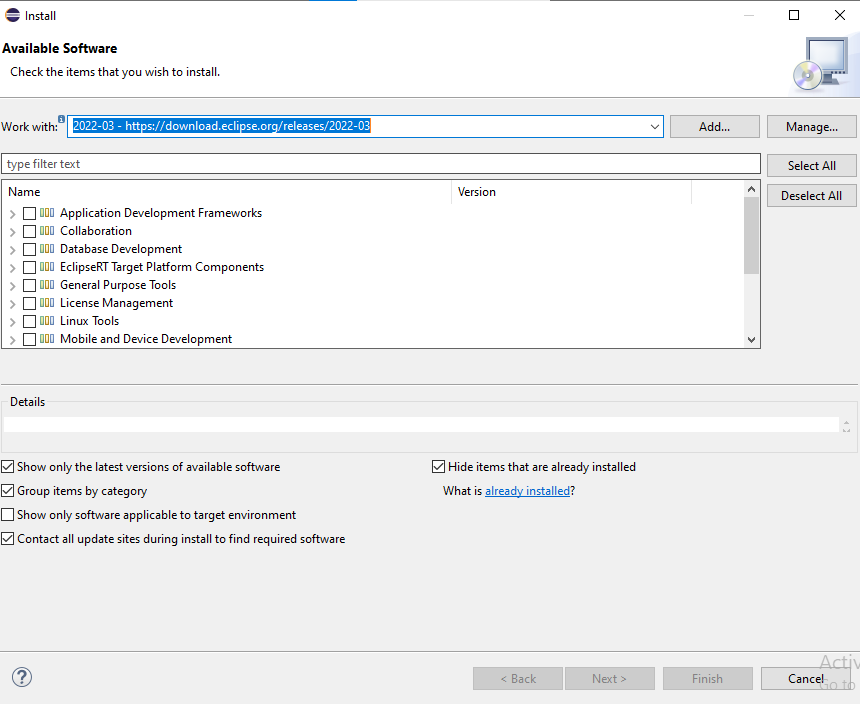 Install
Available Software
Check the items that you wish to install.
Work with: 2022-03 - https://download.eclipse.org/releases/2022-03 Add... Manage...
type filter text Select All
Name Version Deselect All
Application Development Frameworks
Collaboration
Database Development
EclipseRT Target Platform Components
General Purpose Tools
License Management
Linux Tools
Mobile and Device Development
Details
Show only the latest versions of available software Hide items that are already installed
Group items by category What is already installed?
Show only software applicable to target environment
Contact all update sites during install to find required software
Activ
Go to
? < Back Next > Finish Cancel